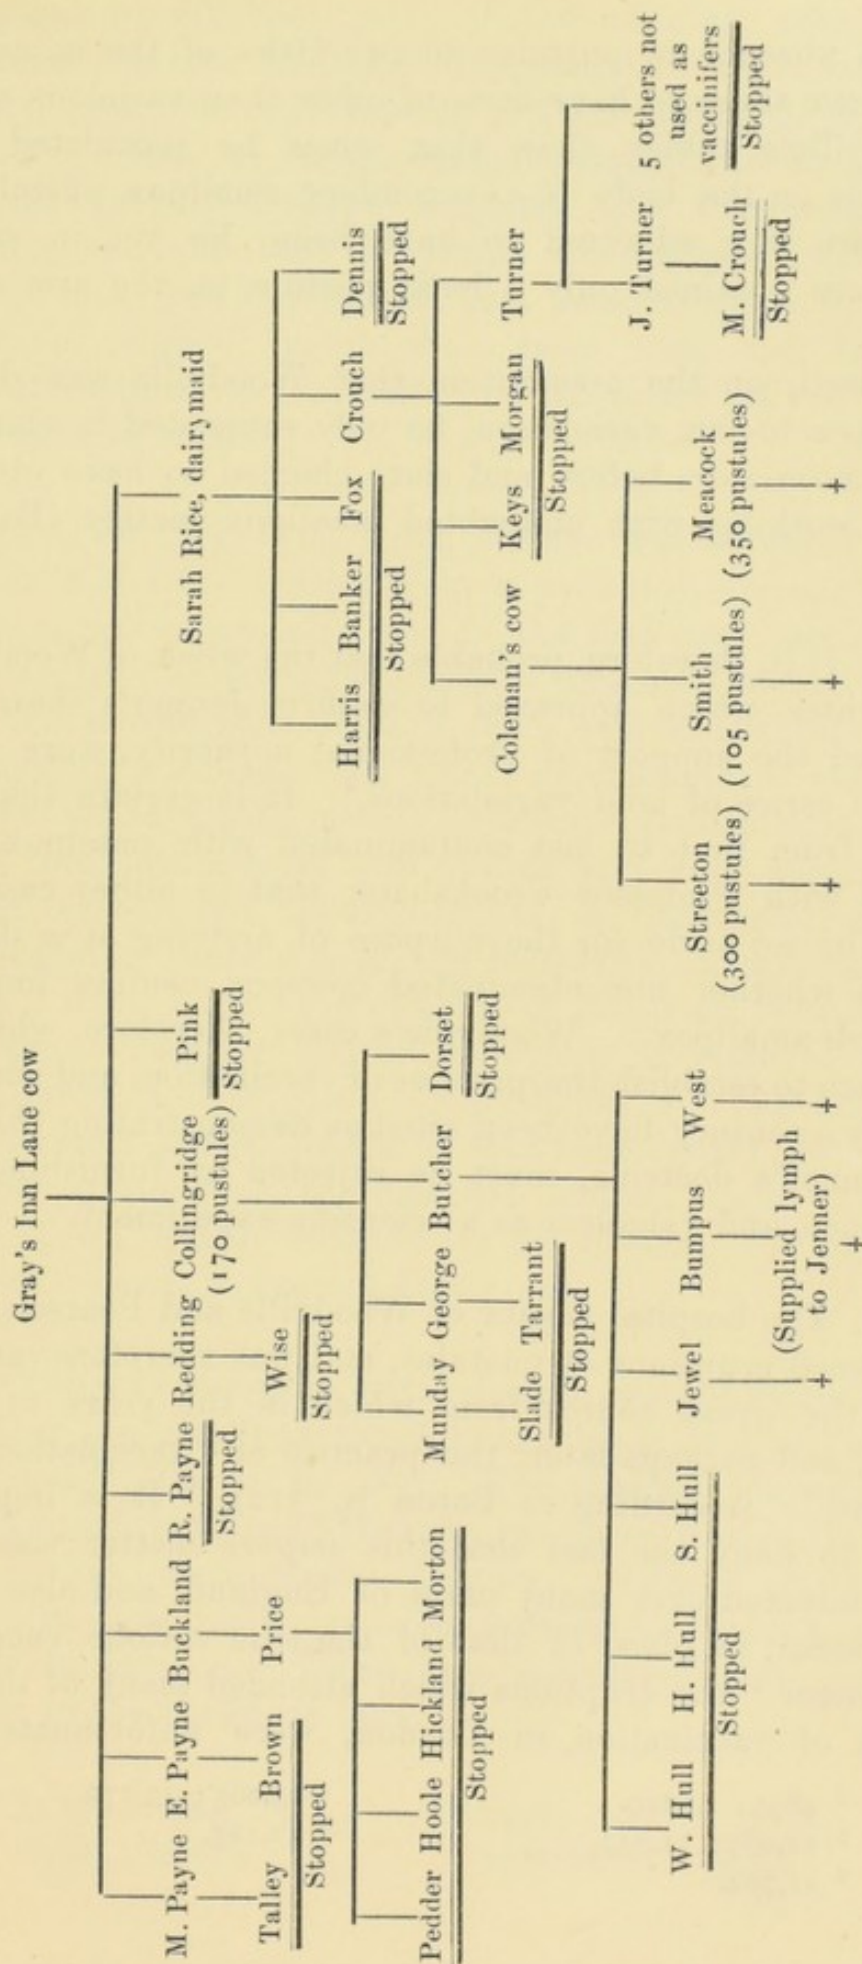 Gray's Inn Lane cow
M. Payne E. Payne Buckland R. Payne Redding Collingridge Pink Sarah Rice, dairymaid
Stopped (170 pustules) Stopped
Talley Brown Price Wise
Stopped Stopped
Harris Banker Fox Crouch Dennis
Stopped Stopped
Pedder Hoole Hickland Morton Munday George Butcher Dorset
Stopped Stopped
Coleman's cow Keys Morgan Turner
Stopped
Slade Tarrant
Stopped
W. Hull H. Hull S. Hull Jewel Bumpus West
Stopped + +
(Supplied lymph
to Jenner)
+
Streeton Smith Meacock
(300 pustules) (105 pustules) (350 pustules)
+ + +
J. Turner 5 others not
used as
vaccinifers
M. Crouch Stopped
Stopped